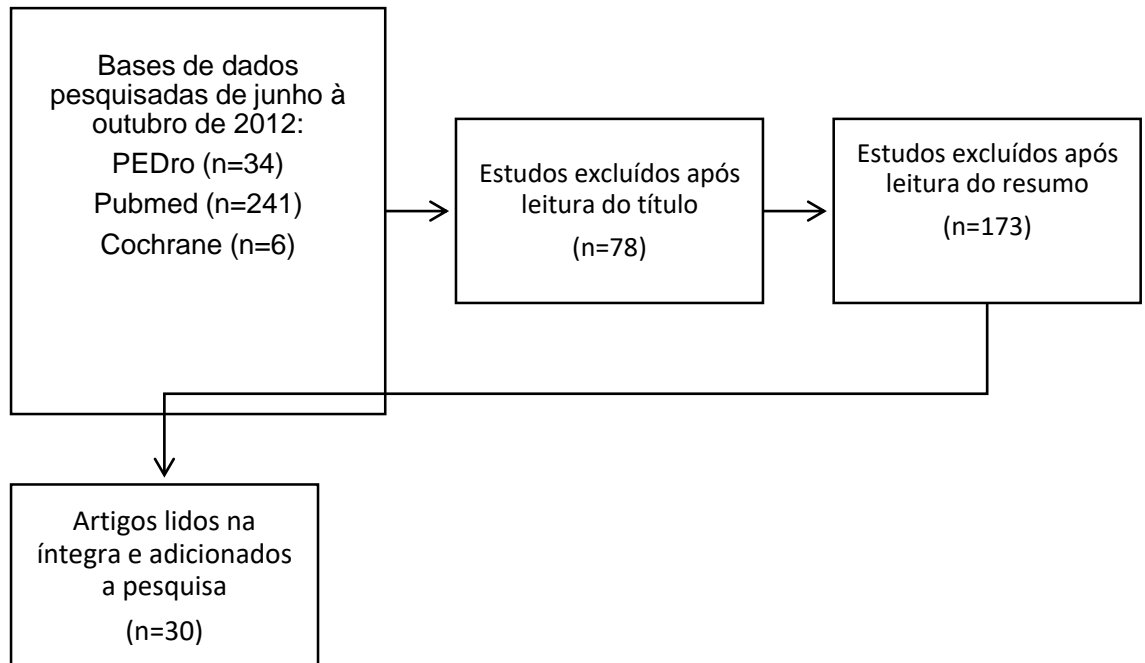 Bases de dados
pesquisadas de junho à
outubro de 2012:
PEDro (n=34)
Pubmed (n=241)
Cochrane (n=6)
Estudos excluídos após
leitura do título
(n=78)
Estudos excluídos após
leitura do resumo
(n=173)
Artigos lidos na
íntegra e adicionados
a pesquisa
(n=30)